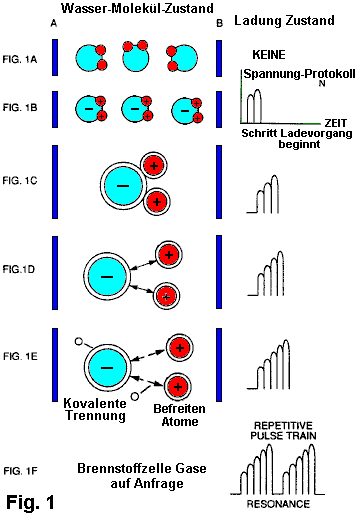 Wasser-Molekül-Zustand
A
B
Ladung Zustand
FIG. 1A
KEINE
Spannung-Protokoll
N
FIG. 1B
− + + − + + − + +
ZEIT
Schritt Ladevorgang
beginnt
FIG. 1C
− + +
FIG.1D
− + +
FIG. 1E
− + +
Kovalente
Trennung
Befreiten
Atome
FIG. 1F
Brennstoffzelle Gase
auf Anfrage
REPETITIVE
PULSE TRAIN
RESONANCE
Fig. 1